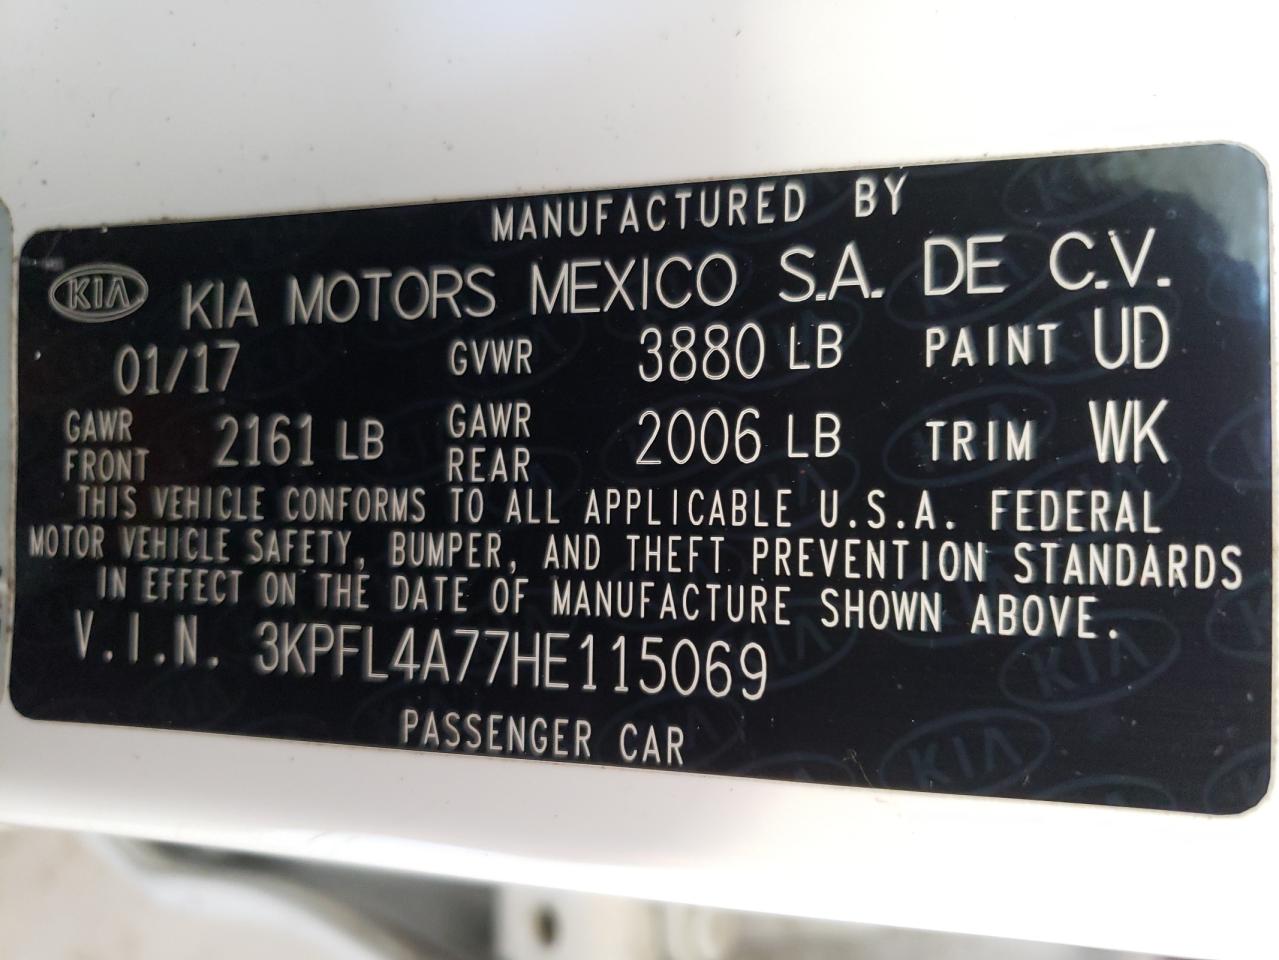 MANUFACTURED BY
KIA KIA MOTORS MEXICO S.A. DE C.V.
01/17 GVWR 3880 LB PAINT UD
GAWR FRONT 2161 LB GAWR REAR 2006 LB TRIM WK
THIS VEHICLE CONFORMS TO ALL APPLICABLE U.S.A. FEDERAL
MOTOR VEHICLE SAFETY, BUMPER, AND THEFT PREVENTION STANDARDS
IN EFFECT ON THE DATE OF MANUFACTURE SHOWN ABOVE.
V.I.N. 3KPFL4A77HE115069
PASSENGER CAR